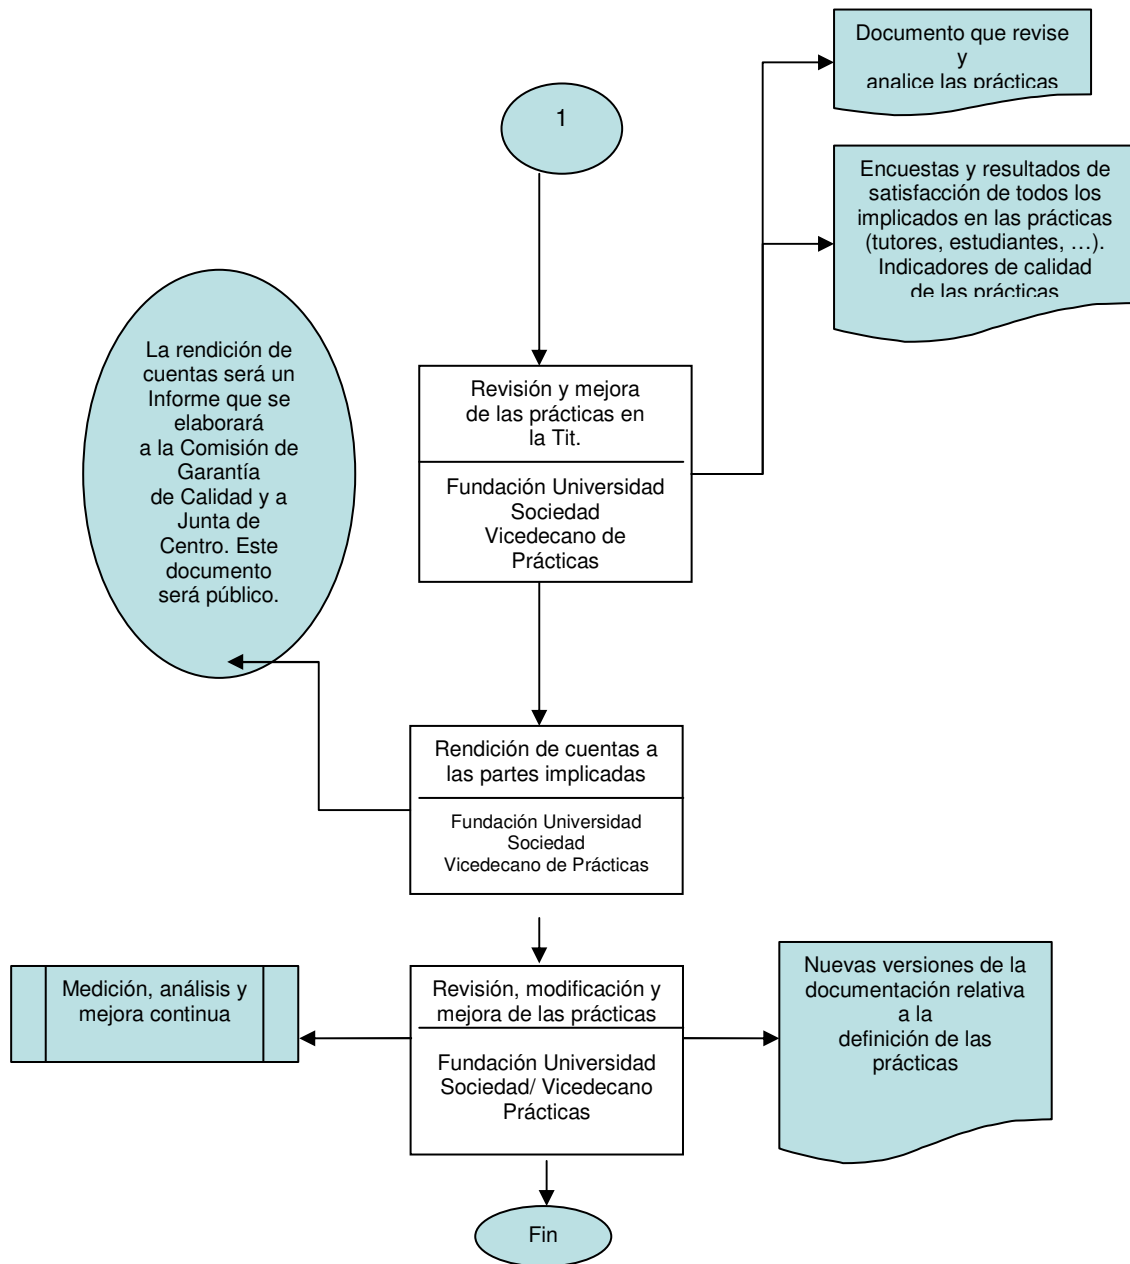 Documento que revise
y
analice las prácticas
1
Encuestas y resultados de
satisfacción de todos los
implicados en las prácticas
(tutores, estudiantes, …).
Indicadores de calidad
de las prácticas
La rendición de
cuentas será un
Informe que se
elaborará
a la Comisión de
Garantía
de Calidad y a
Junta de
Centro. Este
documento
será público.
Revisión y mejora
de las prácticas en
la Tit.
Fundación Universidad
Sociedad
Vicedecano de
Prácticas
Rendición de cuentas a
las partes implicadas
Fundación Universidad
Sociedad
Vicedecano de Prácticas
Medición, análisis y
mejora continua
Revisión, modificación y
mejora de las prácticas
Fundación Universidad
Sociedad/ Vicedecano
Prácticas
Nuevas versiones de la
documentación relativa
a la
definición de las
prácticas
Fin